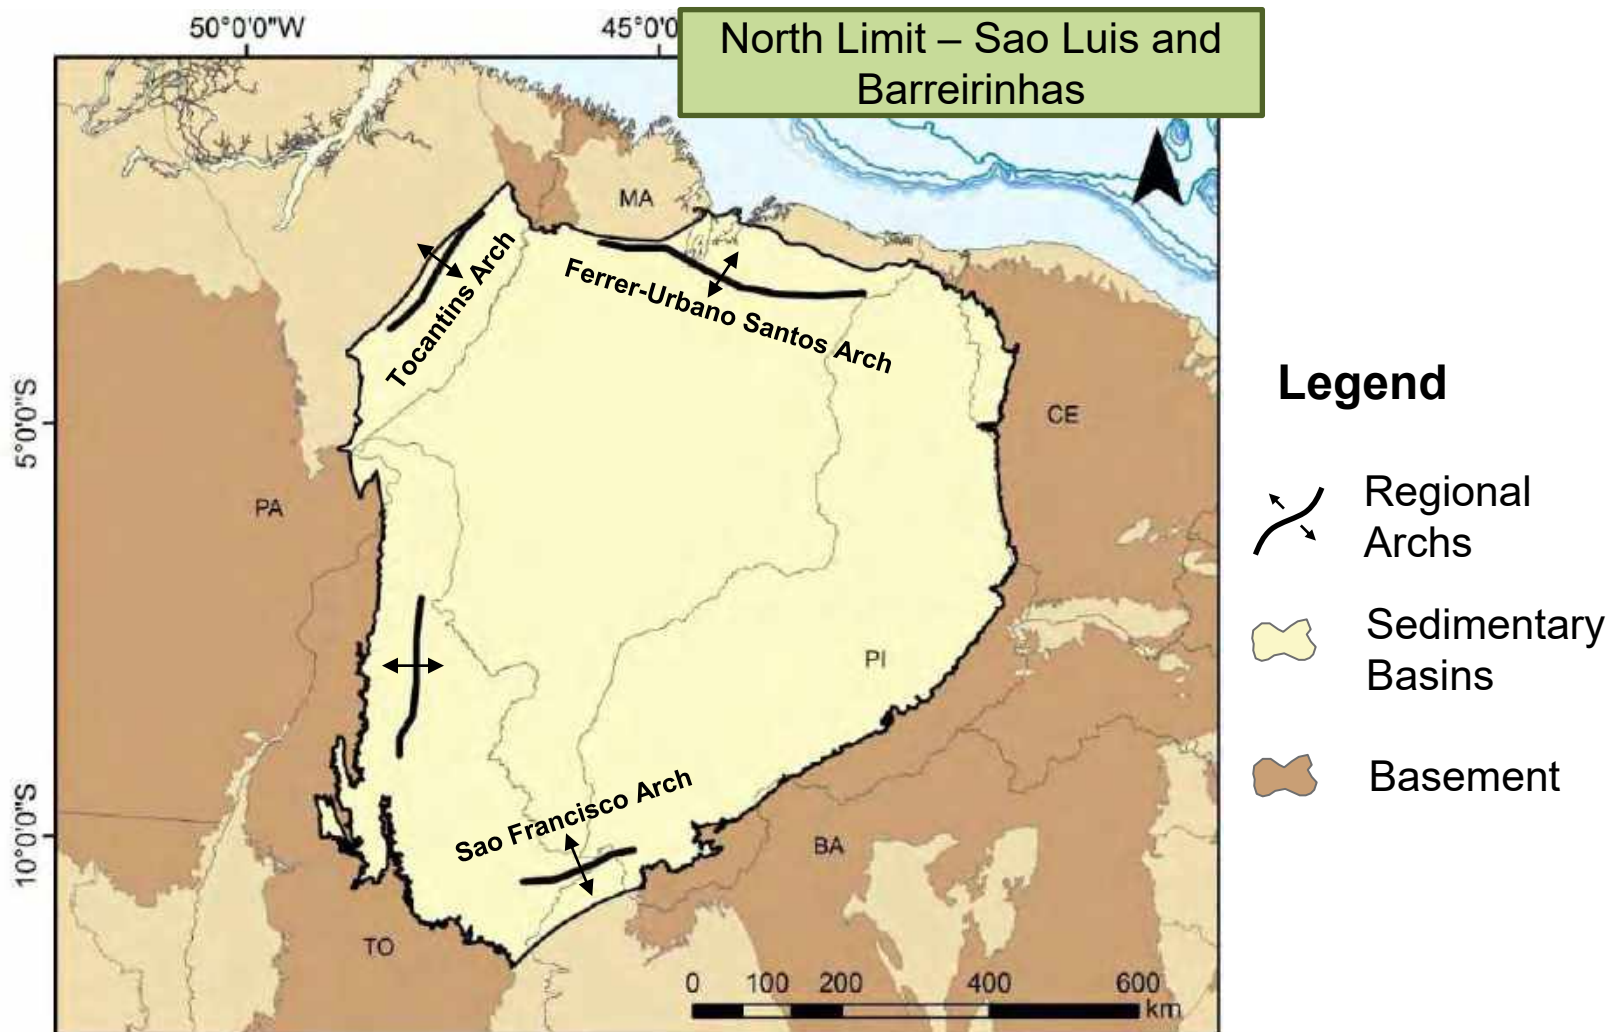 50°0'0"W
45°0'0
North Limit – Sao Luis and
Barreirinhas
MA
Tocantins Arch
Ferrer-Urbano Santos Arch
5°0'0"S
CE
PA
PI
Sao Francisco Arch
10°0'0"S
BA
TO
0 100 200 400 600
km
Legend
Regional
Archs
Sedimentary
Basins
Basement